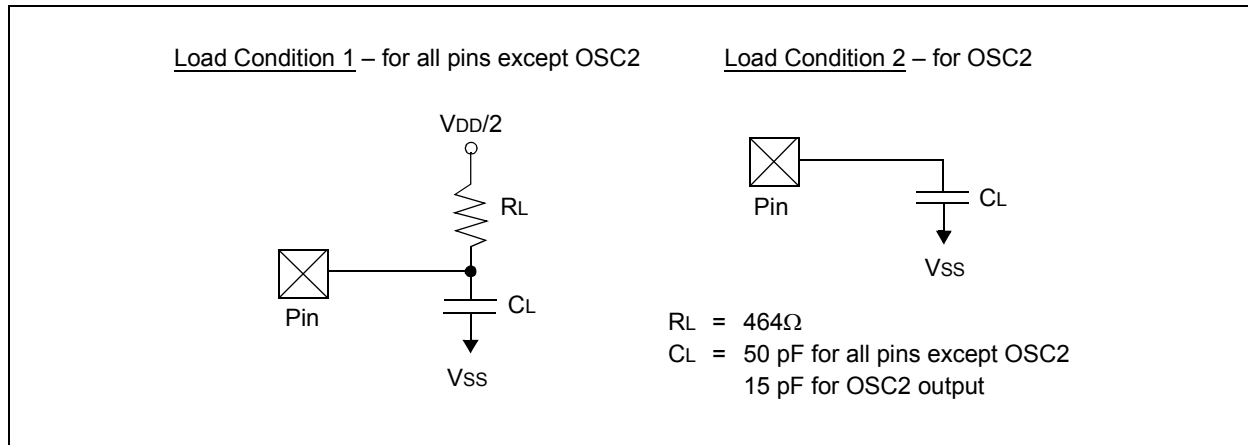 Load Condition 1 – for all pins except OSC2
VDD/2
RL
Pin
CL
VSS
Load Condition 2 – for OSC2
Pin
CL
VSS
RL = 464Ω
CL = 50 pF for all pins except OSC2
15 pF for OSC2 output